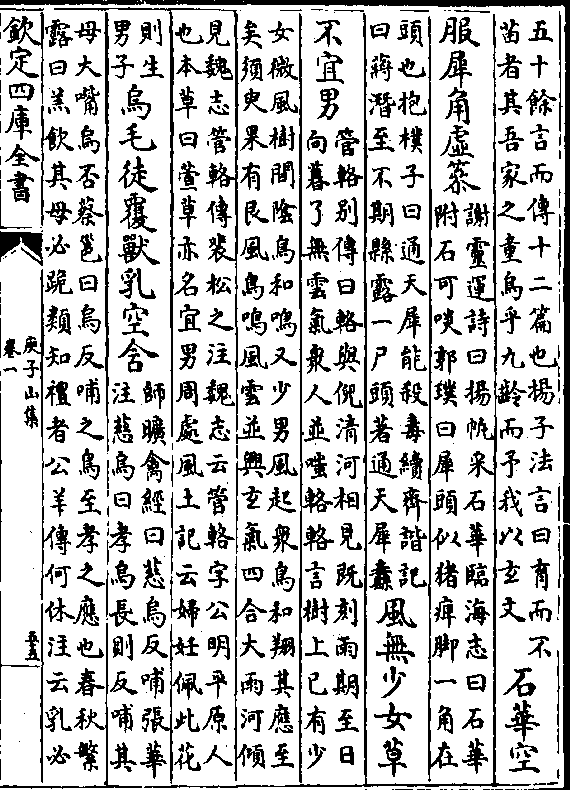 五十餘言而傳十二篇也揚子法言曰育而不
苗者其吾家之童烏乎九齡而予我以玄文
石華空
服犀角虛篸
謝靈運詩曰揚帆采石華臨海志曰石華
附石可啖郭璞曰犀頭似猪痺脚一角在
頭也抱樸子曰通天犀能殺毒續齊諧記
曰蔣潛至不期縣露一尸頭著通天犀纛
風無少女草
不宜男
管輅別傳曰輅與倪清河相見既刻雨期至日
向暮了無雲氣衆人並嗤輅輅言樹上已有少
女微風樹間陰鳥和鳴又少男風起衆鳥和翔其應至
矣須臾果有艮風鳥鳴風雲並興玄氣四合大雨河傾
見魏志管輅傳裴松之注魏志云管輅字公明平原人
也本草曰萱草亦名宜男周處風土記云婦妊佩此花
則生
男子
烏毛徒覆獸乳空含
師曠禽經曰慈烏反哺張華
注慈烏曰孝烏長則反哺其
母大嘴烏否蔡邕曰烏反哺之鳥至孝之應也春秋繁
露曰羔飲其母必跪類知禮者公羊傳何休注云乳必
欽定四庫全書
庾子山集
卷一